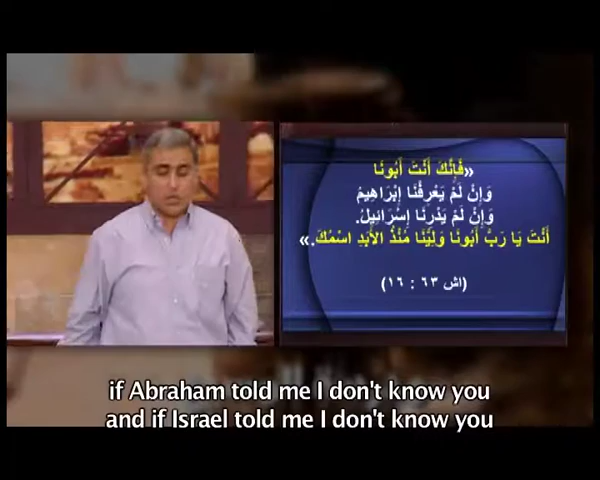 «فَإِنَّكَ أَنْتَ أَبُونَا
وَإِنْ لَمْ يَعْرِفْنَا إِبْرَاهِيمُ
وَإِنْ لَمْ يَدْرِنَا إِسْرَائِيلُ.
أَنْتَ يَا رَبُّ أَبُونَا وَلِيُّنَا مُنْذُ الأَبَدِ اسْمُكَ.»
(اش ٦٣ : ١٦)
if Abraham told me I don't know you
and if Israel told me I don't know you